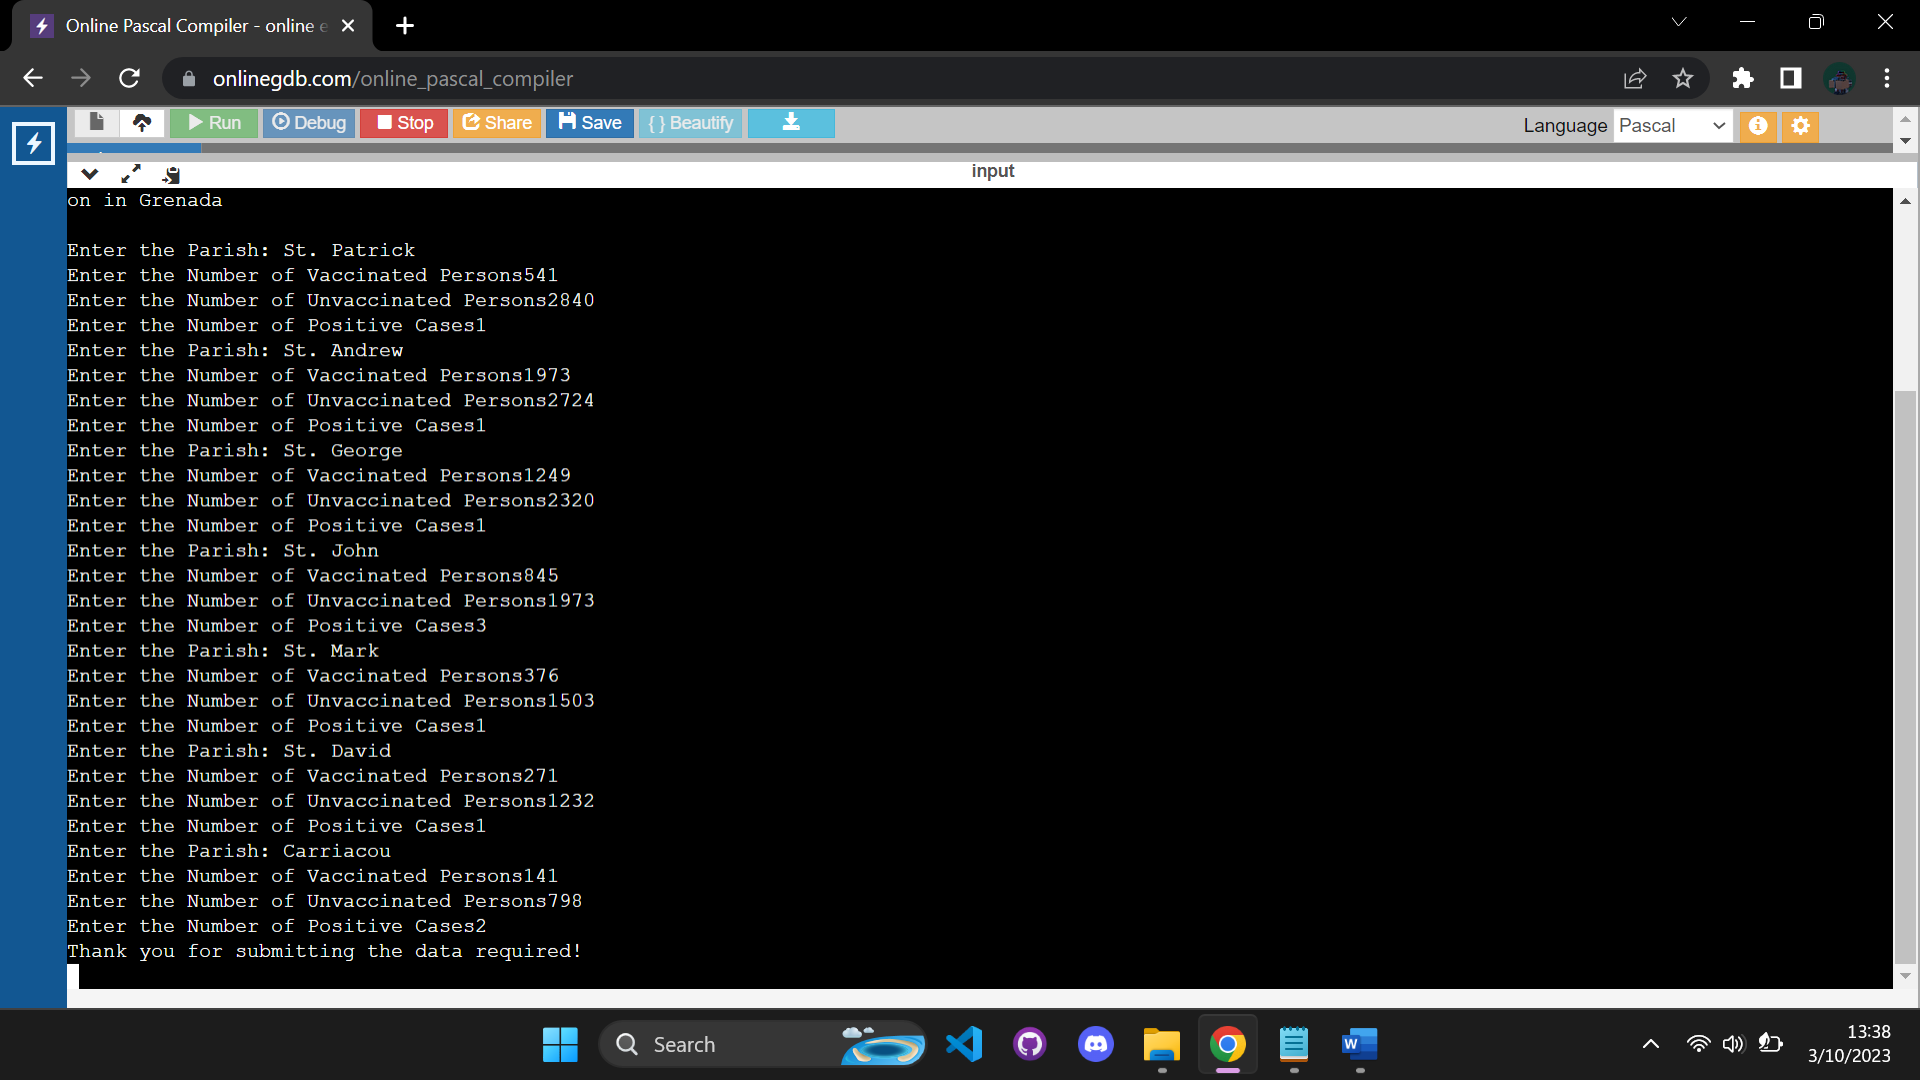 Online Pascal Compiler - online e
onlinegdb.com/online_pascal_compiler
Run Debug Stop Share Save {} Beautify Language Pascal
input
on in Grenada
Enter the Parish: St. Patrick
Enter the Number of Vaccinated Persons541
Enter the Number of Unvaccinated Persons2840
Enter the Number of Positive Cases1
Enter the Parish: St. Andrew
Enter the Number of Vaccinated Persons1973
Enter the Number of Unvaccinated Persons2724
Enter the Number of Positive Cases1
Enter the Parish: St. George
Enter the Number of Vaccinated Persons1249
Enter the Number of Unvaccinated Persons2320
Enter the Number of Positive Cases1
Enter the Parish: St. John
Enter the Number of Vaccinated Persons845
Enter the Number of Unvaccinated Persons1973
Enter the Number of Positive Cases3
Enter the Parish: St. Mark
Enter the Number of Vaccinated Persons376
Enter the Number of Unvaccinated Persons1503
Enter the Number of Positive Cases1
Enter the Parish: St. David
Enter the Number of Vaccinated Persons271
Enter the Number of Unvaccinated Persons1232
Enter the Number of Positive Cases1
Enter the Parish: Carriacou
Enter the Number of Vaccinated Persons141
Enter the Number of Unvaccinated Persons798
Enter the Number of Positive Cases2
Thank you for submitting the data required!
Search
13:38
3/10/2023